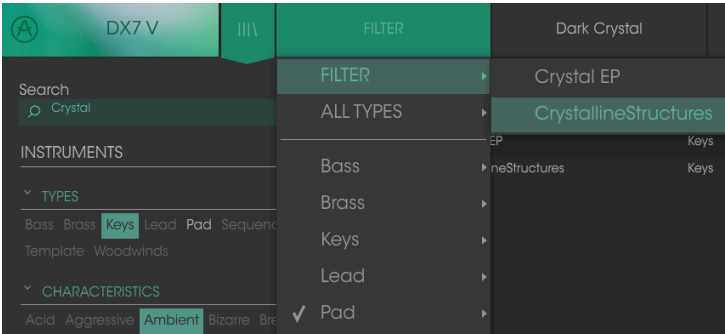 DX7 V
FILTER
Dark Crystal
Search
Crystal
INSTRUMENTS
TYPES
Bass Brass Keys Lead Pad Sequenc
Template Woodwinds
CHARACTERISTICS
Acid Aggressive Ambient Bizarre Bre
FILTER
ALL TYPES
Bass
Brass
Keys
Lead
Pad
Crystal EP
CrystallineStructures
EP Keys
neStructures Keys